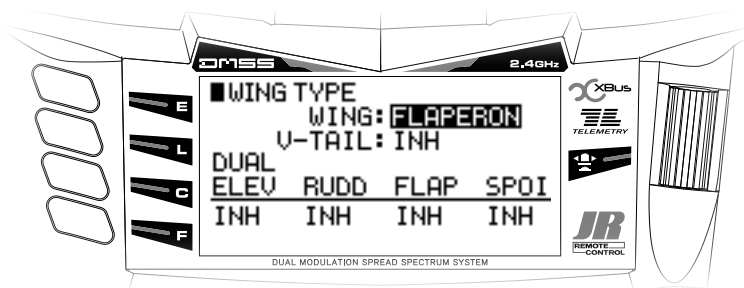 DMSS 2.4GHz
WING TYPE
WING: FLAPERON
V-TAIL: INH
DUAL
ELEV RUDD FLAP SPOI
INH INH INH INH
E
L
C
F
XBus
TELEMETRY
JR
REMOTE
CONTROL
DUAL MODULATION SPREAD SPECTRUM SYSTEM